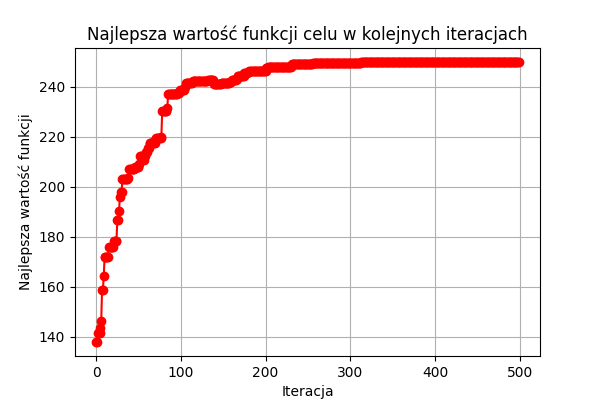 Najlepsza wartość funkcji celu w kolejnych iteracjach
Najlepsza wartość funkcji
240
220
200
180
160
140
0 100 200 300 400 500
Iteracja